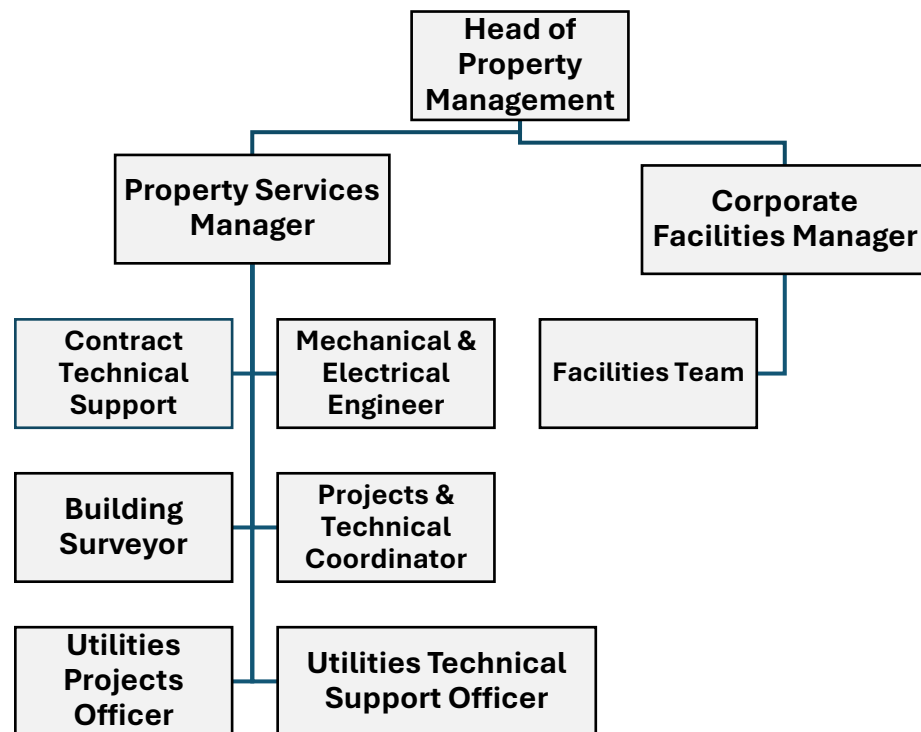 Head of
Property
Management
Property Services
Manager
Corporate
Facilities Manager
Contract
Technical
Support
Mechanical &
Electrical
Engineer
Facilities Team
Building
Surveyor
Projects &
Technical
Coordinator
Utilities
Projects
Officer
Utilities Technical
Support Officer